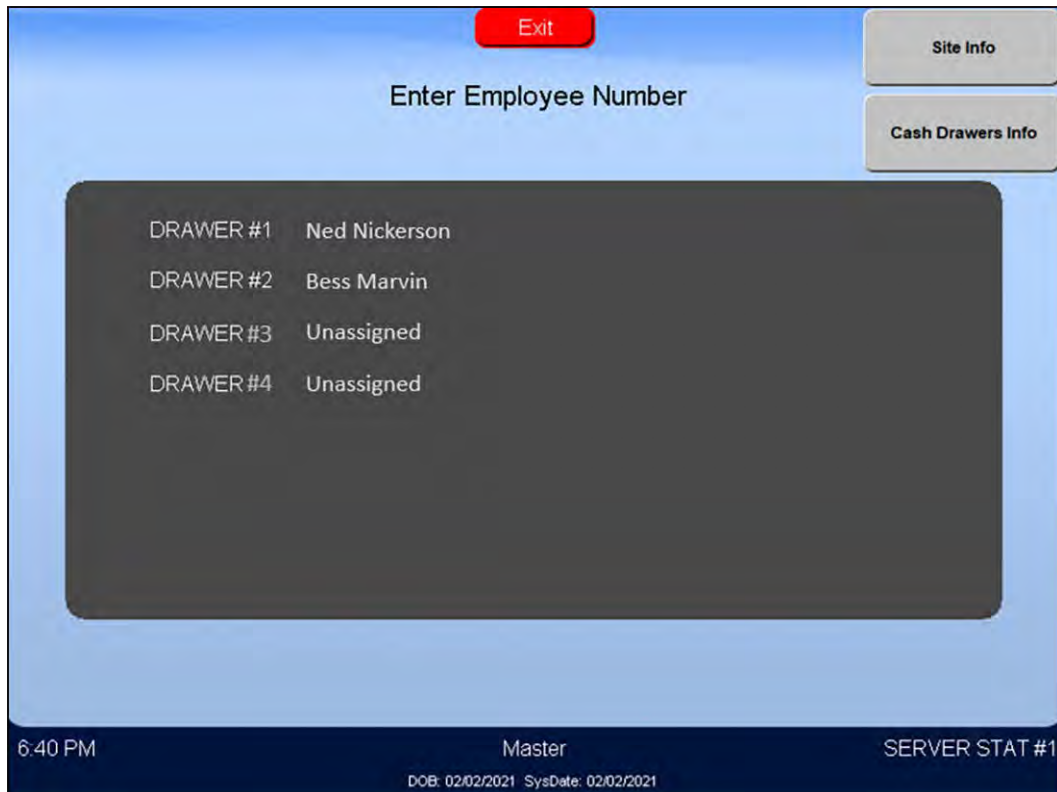 Exit
Site Info
Enter Employee Number
Cash Drawers Info
DRAWER #1 Ned Nickerson
DRAWER #2 Bess Marvin
DRAWER #3 Unassigned
DRAWER #4 Unassigned
6:40 PM Master SERVER STAT #1
DOB: 02/02/2021 SysDate: 02/02/2021